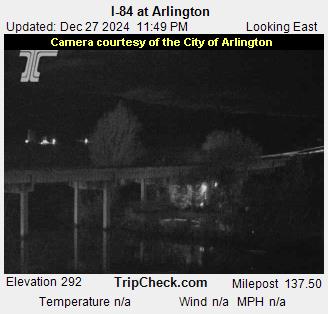 I-84 at Arlington
Updated: Dec 27 2024 11:49 PM Looking East
Camera courtesy of the City of Arlington
Elevation 292 TripCheck.com Milepost 137.50
Temperature n/a Wind n/a MPH n/a